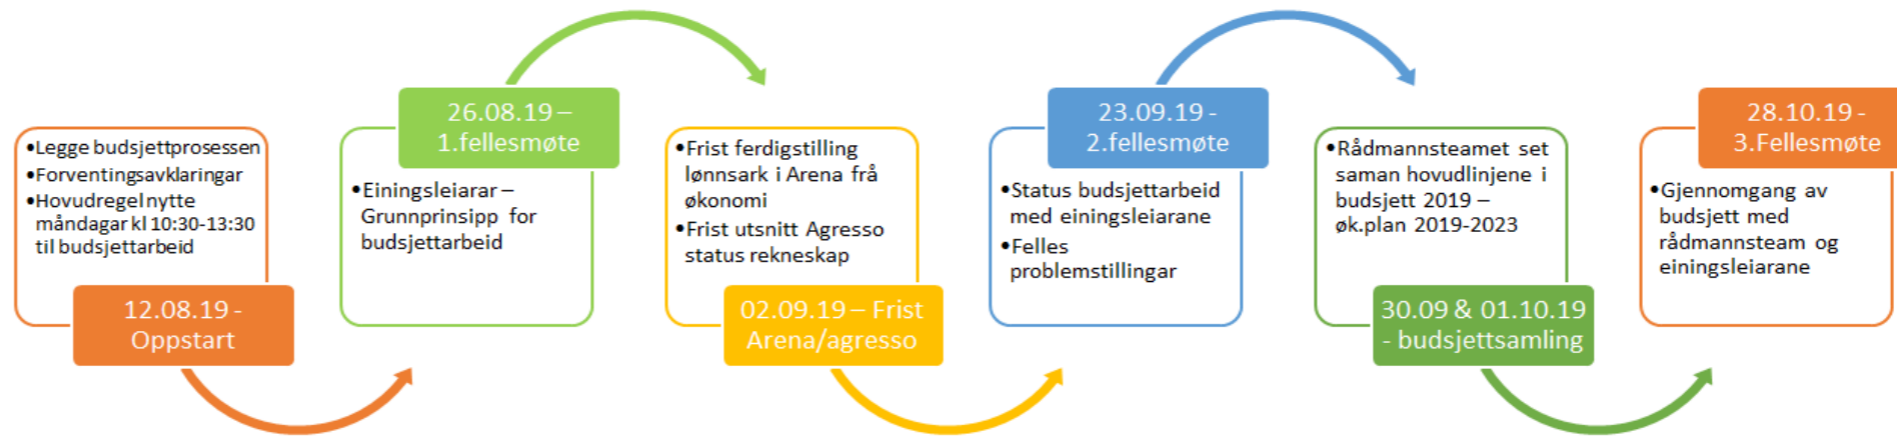 •Legge budsjettprosessen
•Forventingsavklaringar
•Hovudregel nytte
måndagar kl 10:30-13:30
til budsjettarbeid
12.08.19 -
Oppstart
26.08.19 –
1.fellesmøte
•Einingsleiarar –
Grunnprinsipp for
budsjettarbeid
•Frist ferdigstilling
lønnsark i Arena frå
økonomi
•Frist utsnitt Agresso
status rekneskap
02.09.19 – Frist
Arena/agresso
23.09.19 -
2.fellesmøte
•Status budsjettarbeid
med einingsleiarane
•Felles
problemstillingar
•Rådmannsteamet set
saman hovudlinjene i
budsjett 2019 –
øk.plan 2019-2023
30.09 & 01.10.19
- budsjettsamling
28.10.19 -
3.Fellesmøte
•Gjennomgang av
budsjett med
rådmannsteam og
einingsleiarane